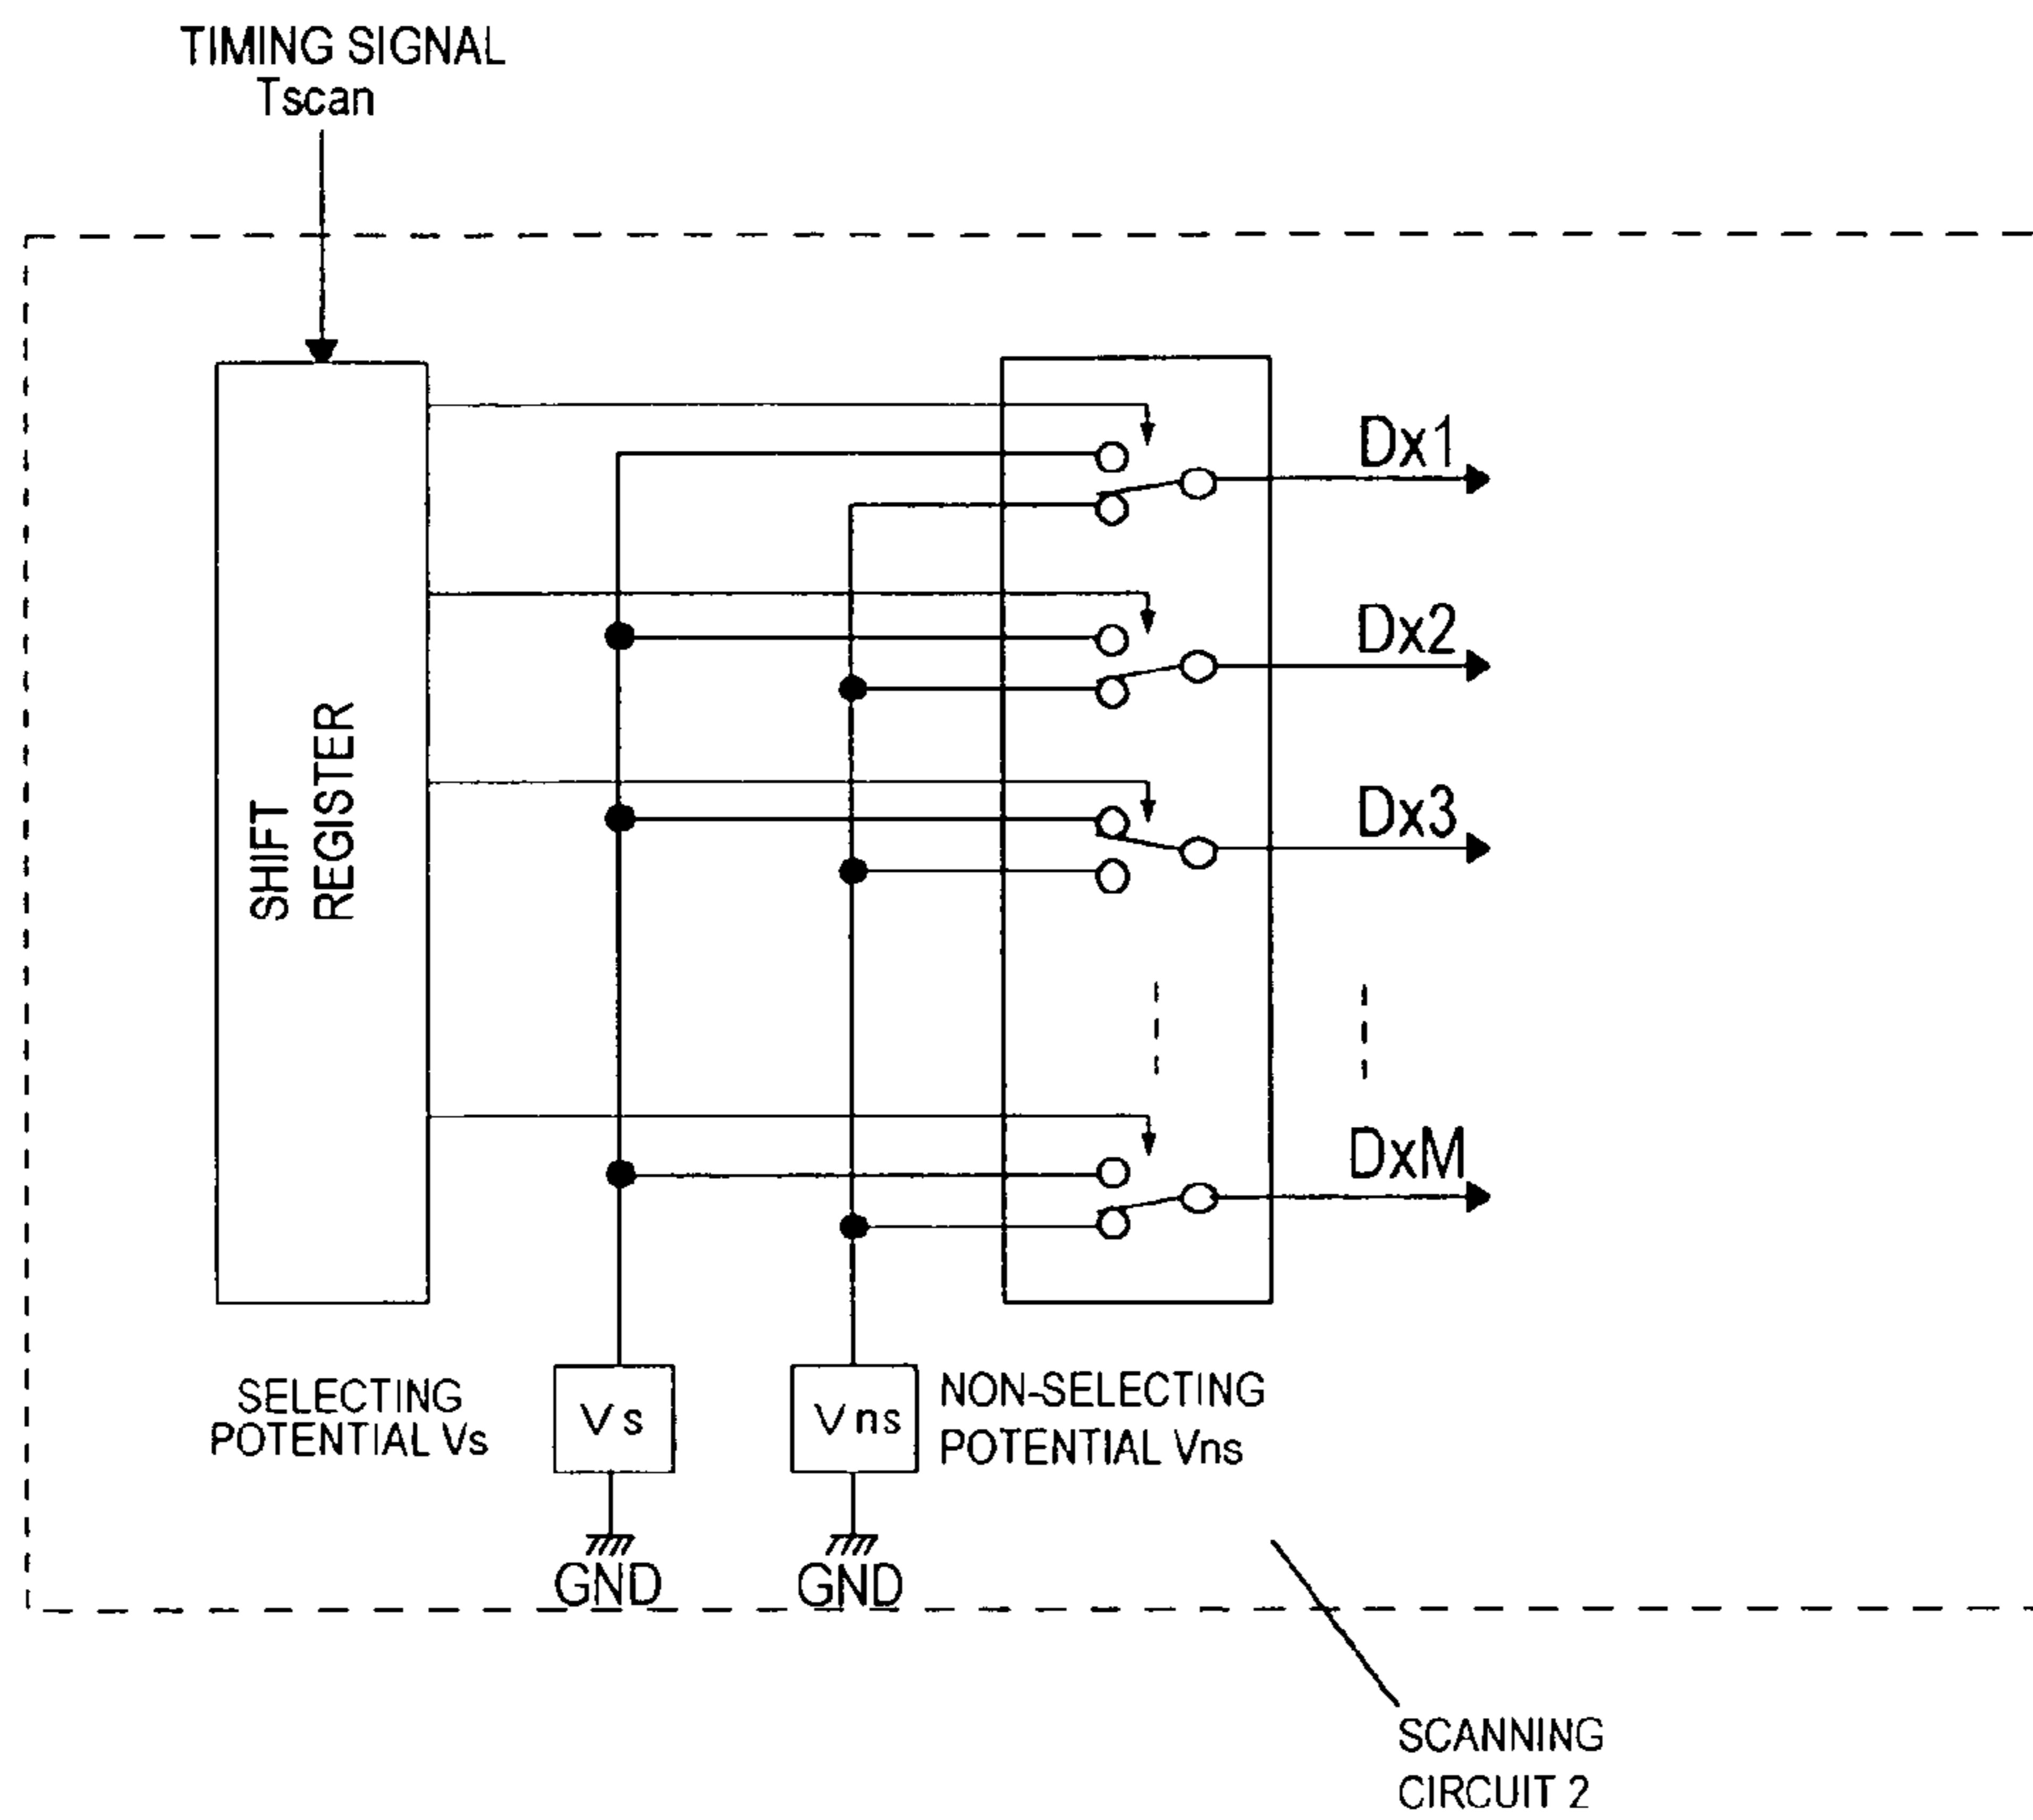 TIMING SIGNAL
Tscan
SHIFT
REGISTER
Dx1
Dx2
Dx3
DxM
SELECTING
POTENTIAL Vs
Vs
Vns
NON-SELECTING
POTENTIAL Vns
GND
GND
SCANNING
CIRCUIT 2